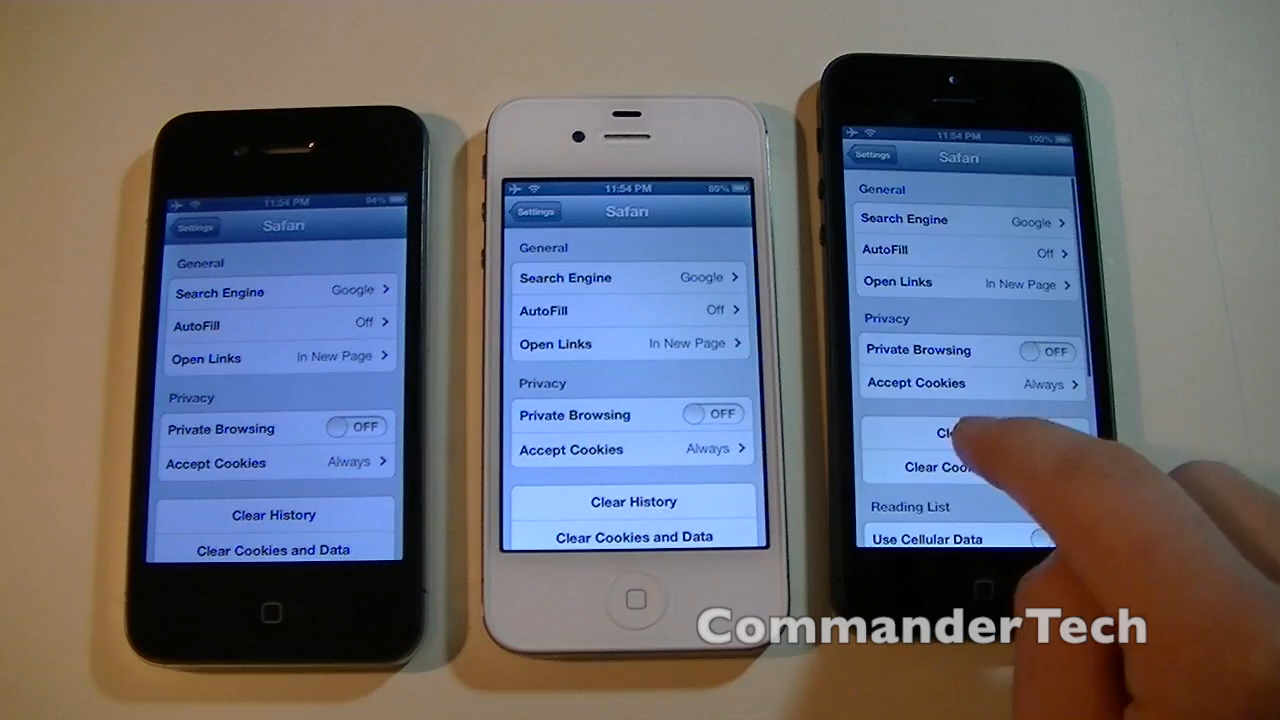 11:54 PM 94%
Settings Safari
General
Search Engine Google
AutoFill Off
Open Links In New Page
Privacy
Private Browsing OFF
Accept Cookies Always
Clear History
Clear Cookies and Data
11:54 PM 89%
Settings Safari
General
Search Engine Google
AutoFill Off
Open Links In New Page
Privacy
Private Browsing OFF
Accept Cookies Always
Clear History
Clear Cookies and Data
11:54 PM 100%
Settings Safari
General
Search Engine Google
AutoFill Off
Open Links In New Page
Privacy
Private Browsing OFF
Accept Cookies Always
Clear
Reading List
Use Cellular Data
CommanderTech